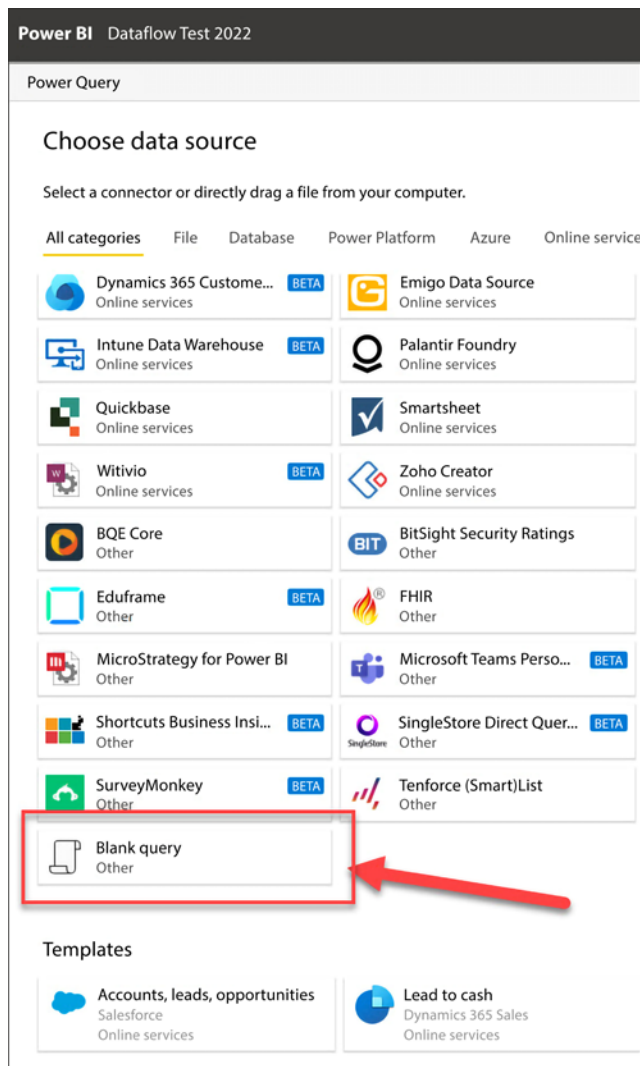 Power BI Dataflow Test 2022
Power Query
Choose data source
Select a connector or directly drag a file from your computer.
All categories File Database Power Platform Azure Online service
Dynamics 365 Custome... BETA
Online services
Emigo Data Source
Online services
Intune Data Warehouse BETA
Online services
Palantir Foundry
Online services
Quickbase
Online services
Smartsheet
Online services
W
Witivio BETA
Online services
Zoho Creator
Online services
BQE Core
Other
BIT
BitSight Security Ratings
Other
Eduframe BETA
Other
®
FHIR
Other
MicroStrategy for Power BI
Other
Microsoft Teams Perso... BETA
Other
Shortcuts Business Insi... BETA
Other
SingleStore
SingleStore Direct Quer... BETA
Other
SurveyMonkey BETA
Other
Tenforce (Smart)List
Other
Blank query
Other
Templates
Accounts, leads, opportunities
Salesforce
Online services
Lead to cash
Dynamics 365 Sales
Online services